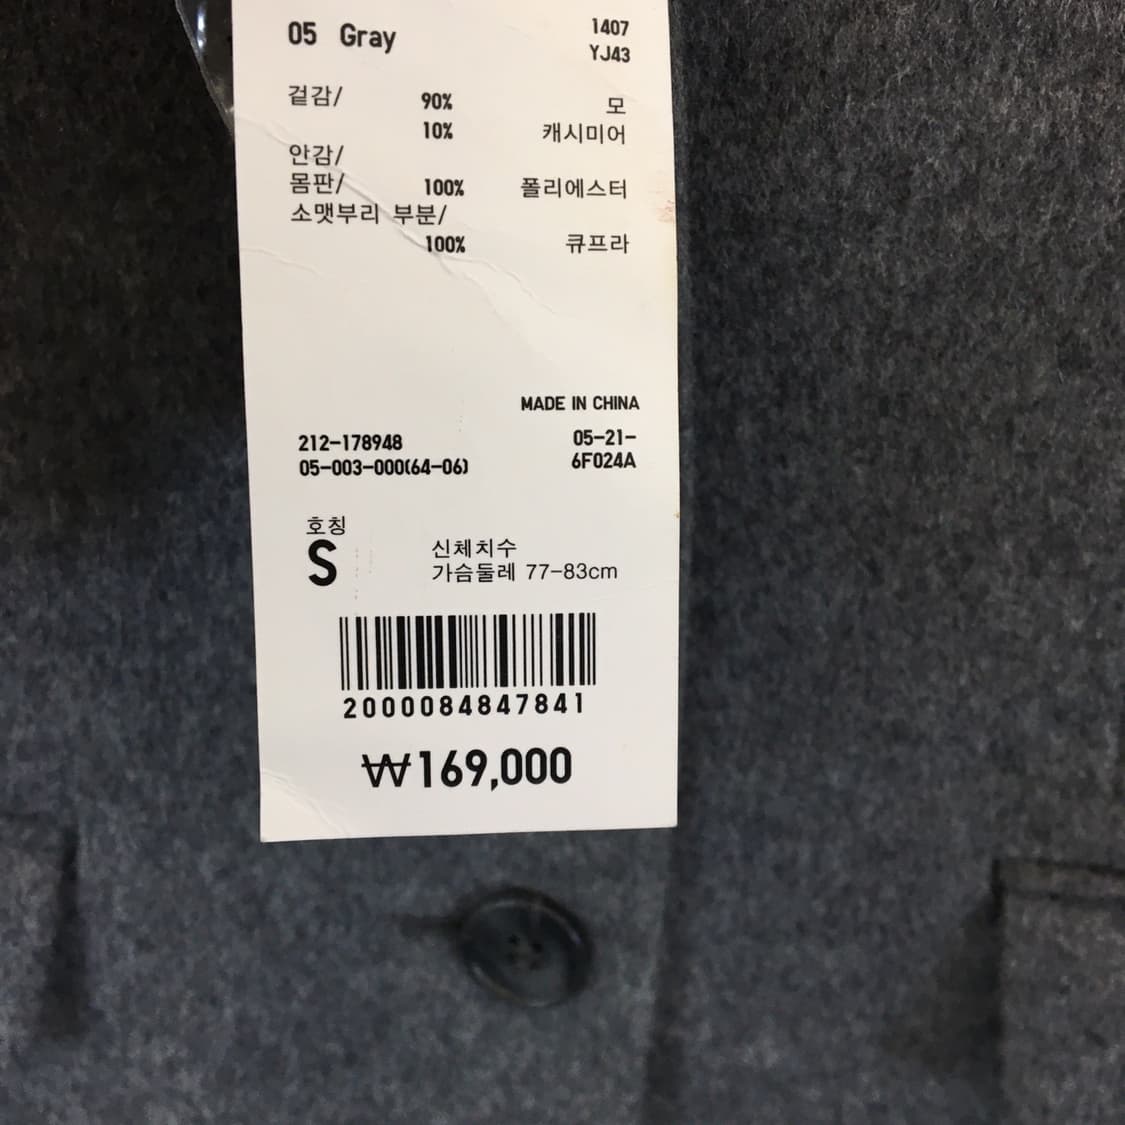 05 Gray 1407
YJ43
겉감/ 90% 모
10% 캐시미어
안감/
몸판/ 100% 폴리에스터
소맷부리 부분/
100% 큐프라
MADE IN CHINA
212-178948 05-21-
05-003-000(64-06) 6F024A
호칭
S 신체치수
가슴둘레 77-83cm
2000084847841
₩169,000